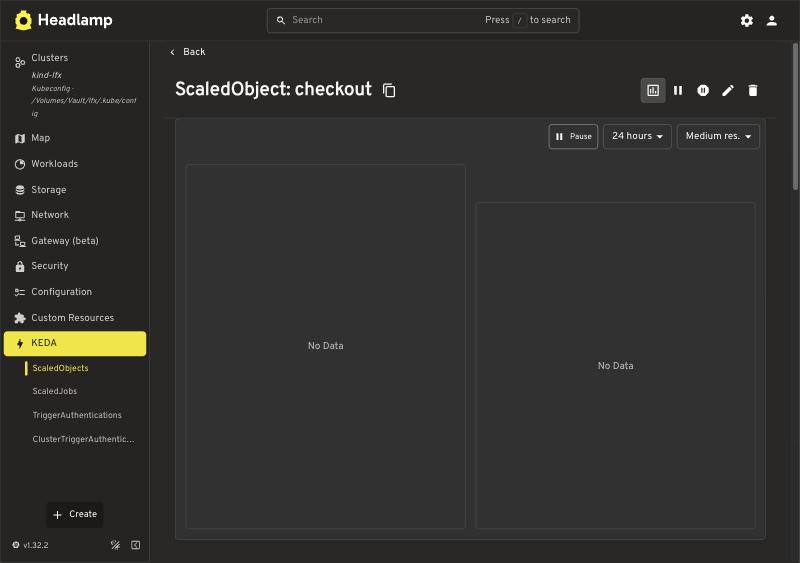 Headlamp
Search
Press / to search
Clusters
kind-lfx
Kubeconfig -
/Volumes/Vault/lfx/.kube/conf
ig
Map
Workloads
Storage
Network
Gateway (beta)
Security
Configuration
Custom Resources
KEDA
ScaledObjects
ScaledJobs
TriggerAuthentications
ClusterTriggerAuthentic...
Create
v1.32.2
Back
ScaledObject: checkout
Pause
24 hours
Medium res.
No Data
No Data